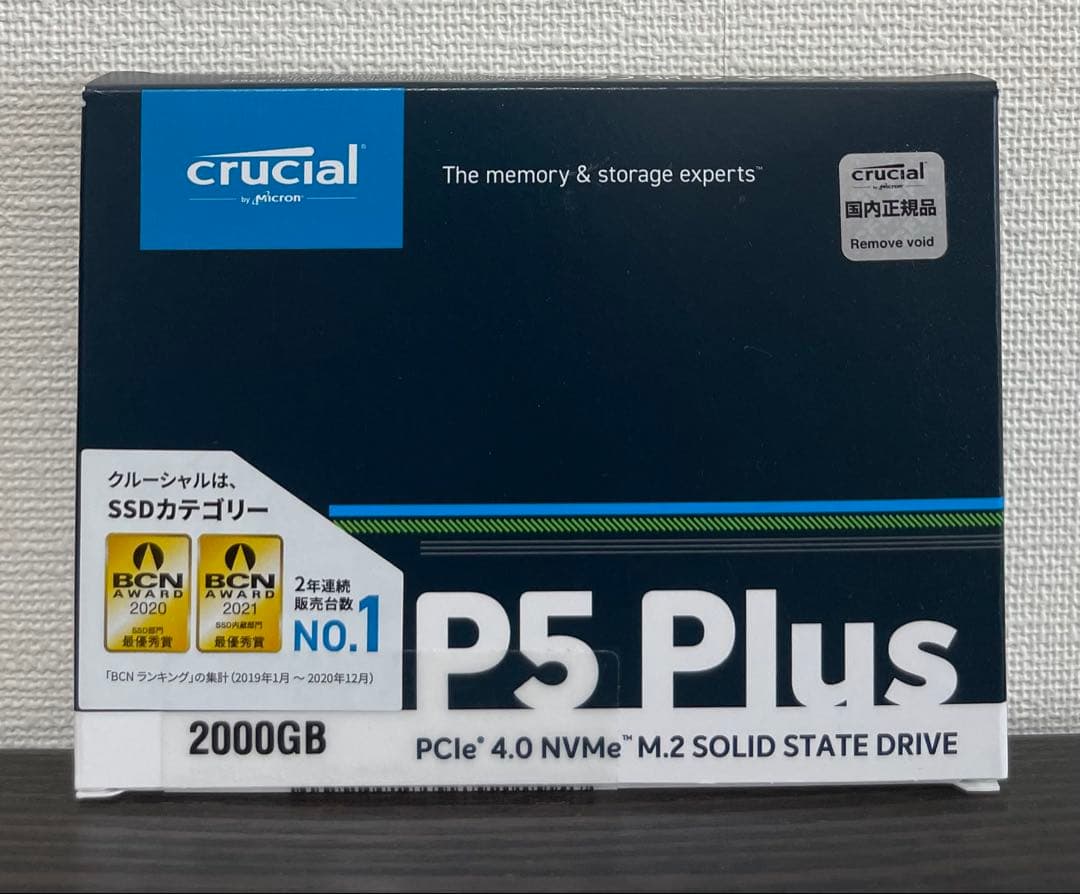 crucial®
by Micron®
The memory & storage experts™
crucial
by Micron
国内正規品
Remove void
クルーシャルは、
SSDカテゴリー
BCN
AWARD
2020
SSD部門
最優秀賞
BCN
AWARD
2021
SSD内蔵部門
最優秀賞
2年連続
販売台数
NO.1
「BCN ランキング」の集計(2019年1月 ～ 2020年12月)
P5 Plus
2000GB
PCIe® 4.0 NVMe™ M.2 SOLID STATE DRIVE